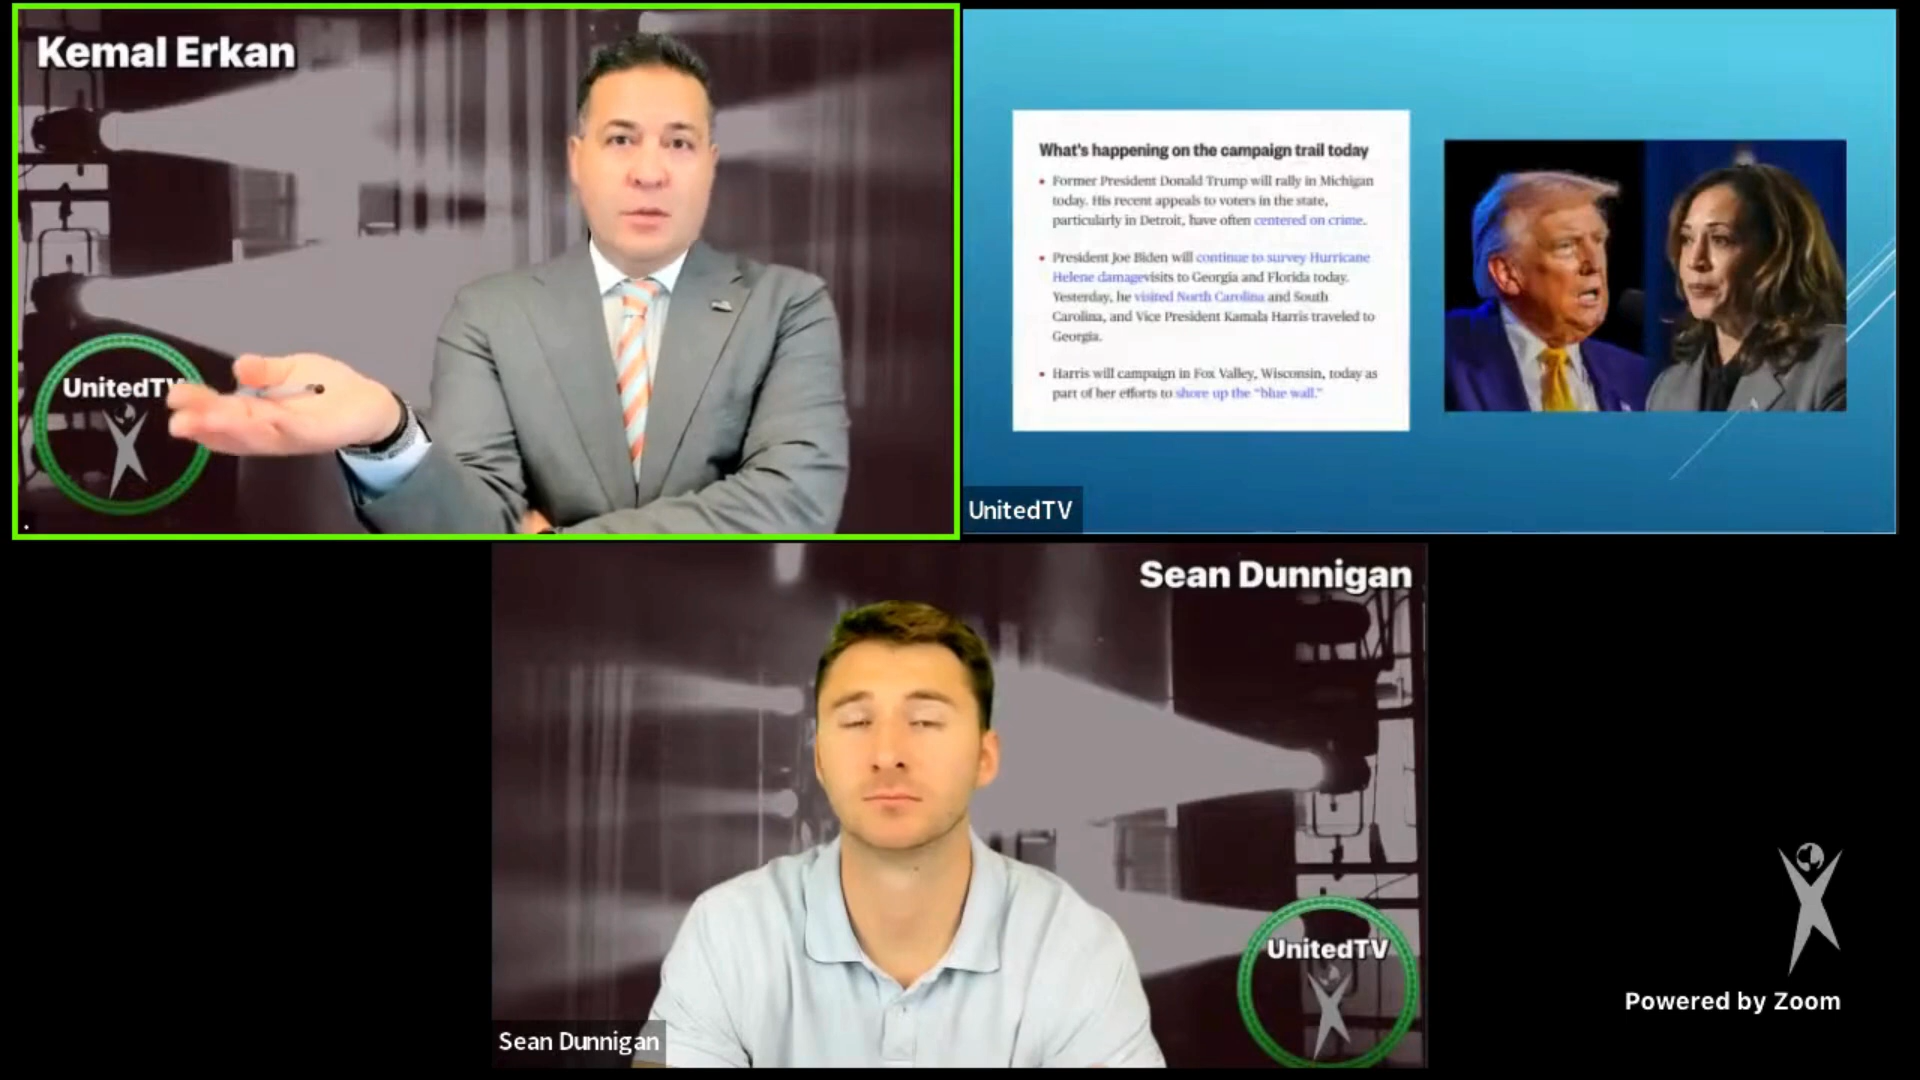 Kemal Erkan
UnitedTV
What's happening on the campaign trail today
• Former President Donald Trump will rally in Michigan
today. His recent appeals to voters in the state,
particularly in Detroit, have often centered on crime.
• President Joe Biden will continue to survey Hurricane
Helene damagevisits to Georgia and Florida today.
Yesterday, he visited North Carolina and South
Carolina, and Vice President Kamala Harris traveled to
Georgia.
• Harris will campaign in Fox Valley, Wisconsin, today as
part of her efforts to shore up the "blue wall."
UnitedTV
Sean Dunnigan
UnitedTV
Sean Dunnigan
Powered by Zoom